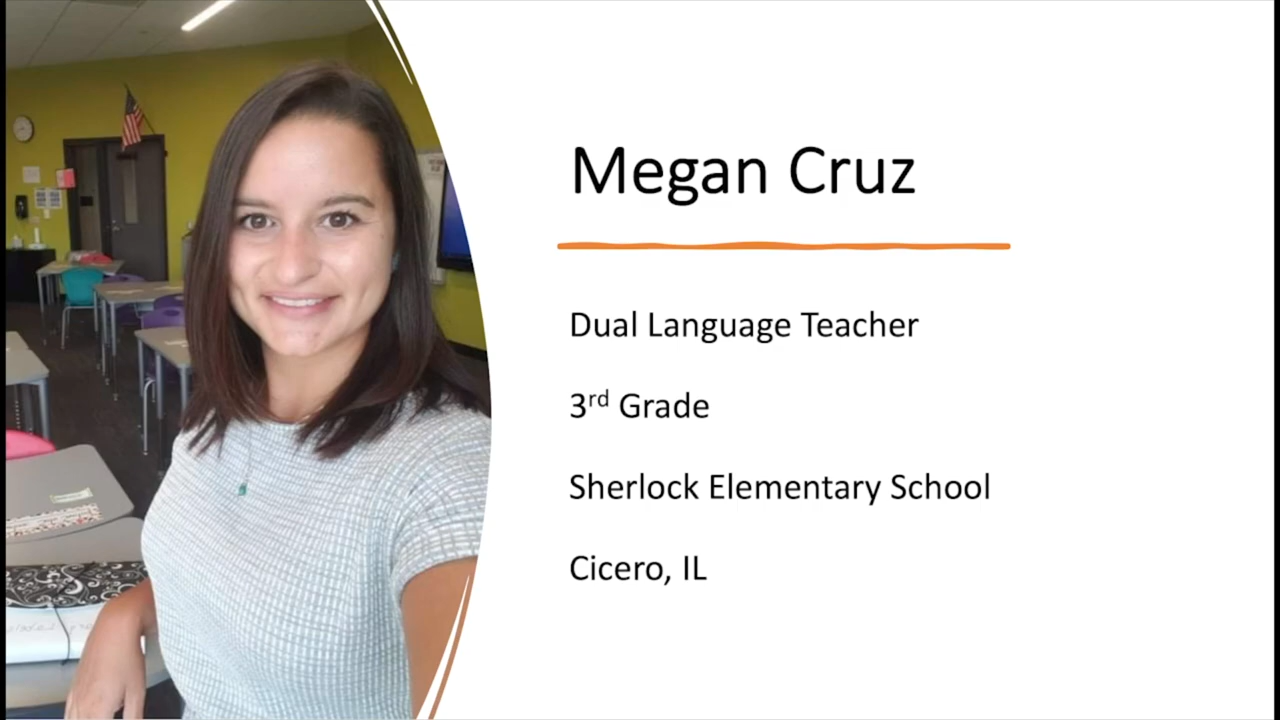 Megan Cruz
Dual Language Teacher
3rd Grade
Sherlock Elementary School
Cicero, IL